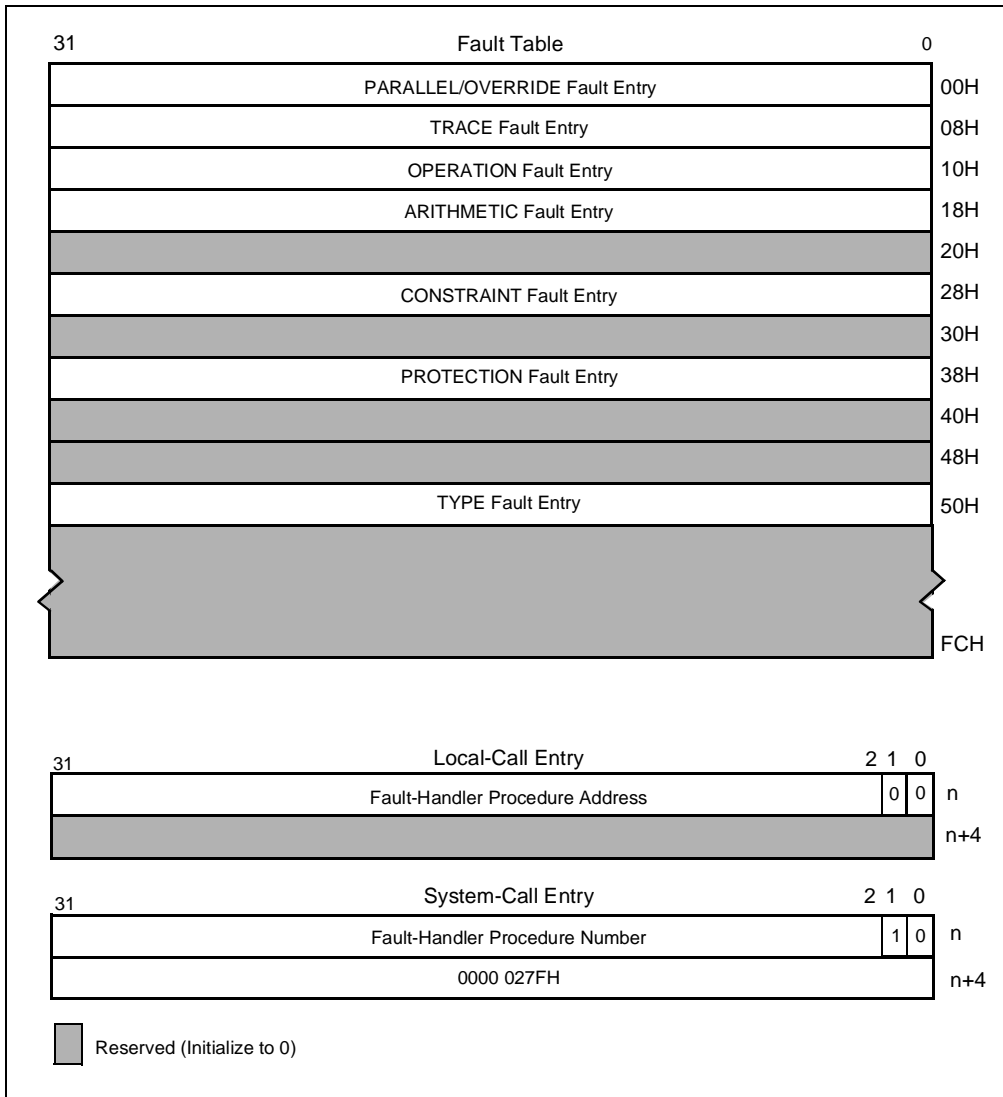 31 Fault Table 0
PARALLEL/OVERRIDE Fault Entry 00H
TRACE Fault Entry 08H
OPERATION Fault Entry 10H
ARITHMETIC Fault Entry 18H
20H
CONSTRAINT Fault Entry 28H
30H
PROTECTION Fault Entry 38H
40H
48H
TYPE Fault Entry 50H
FCH
31 Local-Call Entry 2 1 0
Fault-Handler Procedure Address 0 0 n
n+4
31 System-Call Entry 2 1 0
Fault-Handler Procedure Number 1 0 n
0000 027FH n+4
Reserved (Initialize to 0)